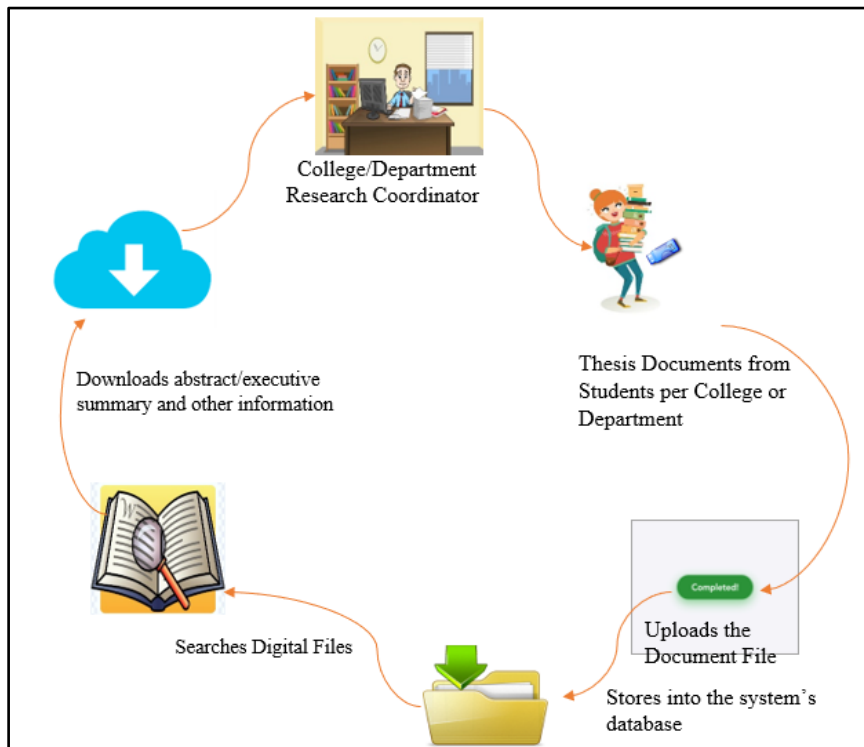 College/Department
Research Coordinator
Thesis Documents from
Students per College or
Department
Downloads abstract/executive
summary and other information
Completed!
Uploads the
Document File
Searches Digital Files
Stores into the system's
database
W